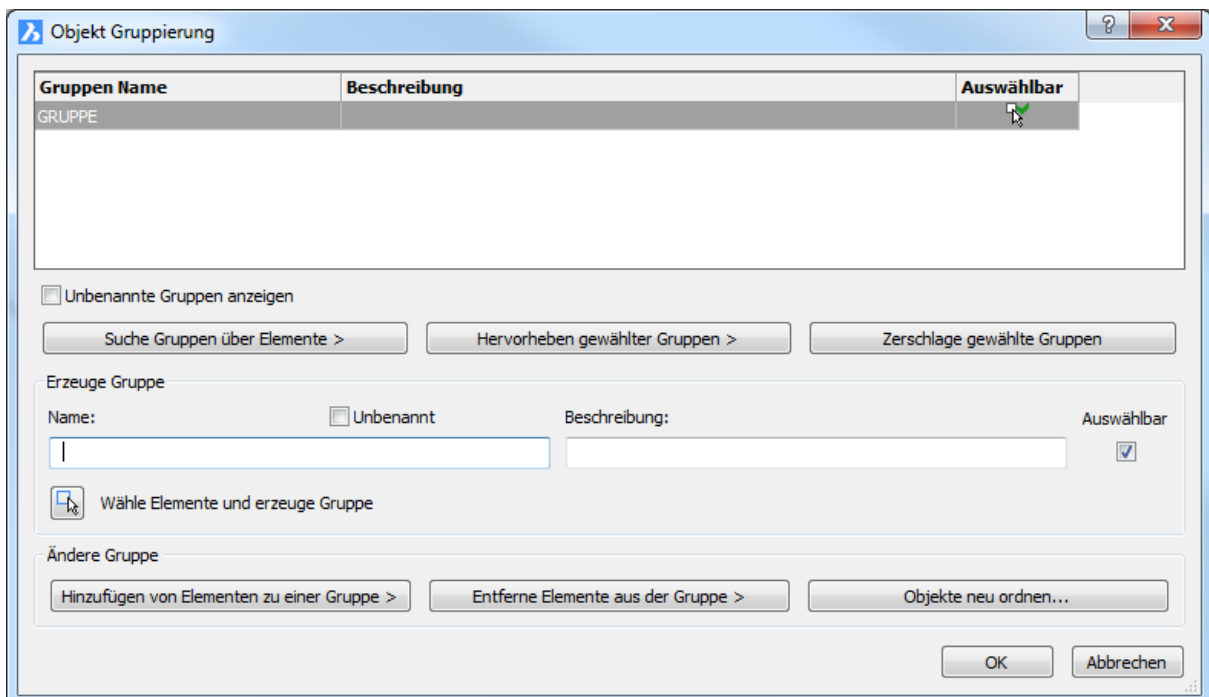 Objekt Gruppierung
Gruppen Name Beschreibung Auswählbar
GRUPPE
Unbenannte Gruppen anzeigen
Suche Gruppen über Elemente > Hervorheben gewählter Gruppen > Zerschlage gewählte Gruppen
Erzeuge Gruppe
Name: Unbenannt Beschreibung: Auswählbar
Wähle Elemente und erzeuge Gruppe
Ändere Gruppe
Hinzufügen von Elementen zu einer Gruppe > Entferne Elemente aus der Gruppe > Objekte neu ordnen...
OK Abbrechen